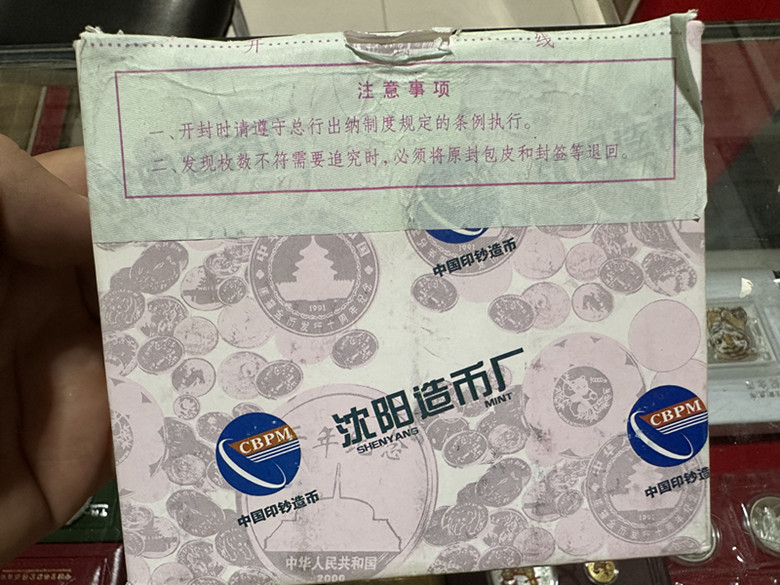 开
线
注意事项
一、开封时请遵守总行出纳制度规定的条例执行。
二、发现枚数不符需要追究时,必须将原封包皮和封签等退回。
1991
中国印钞造币
沈阳造币厂
SHENYANG MINT
CBPM
中国印钞造币
CBPM
中国印钞造币
中华人民共和国
2000